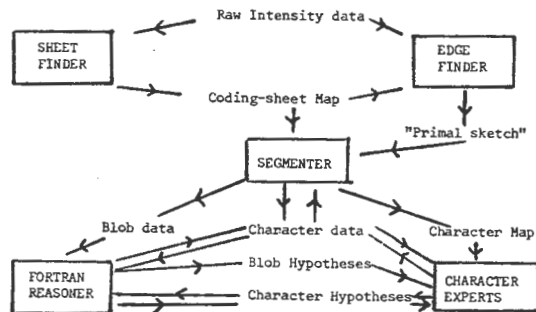 Raw Intensity data
SHEET
FINDER
EDGE
FINDER
Coding-sheet Map
"Primal sketch"
SEGMENTER
Blob data
Character data
Character Map
Blob Hypotheses
FORTRAN
REASONER
Character Hypotheses
CHARACTER
EXPERTS